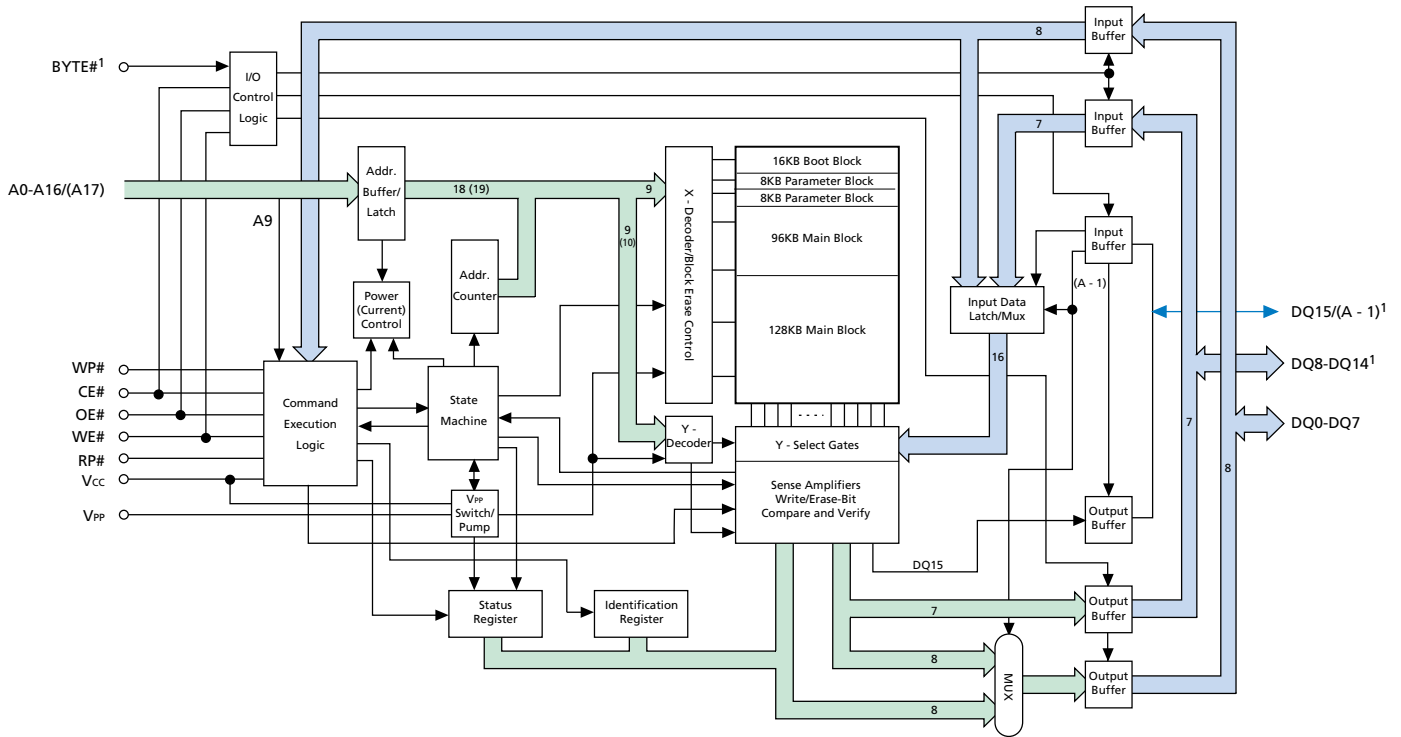 8
Input
Buffer
BYTE#1
I/O
Control
Logic
7
Input
Buffer
A0-A16/(A17)
Addr.
Buffer/
Latch
18 (19)
9
A9
9
(10)
X - Decoder/Block Erase Control
16KB Boot Block
8KB Parameter Block
8KB Parameter Block
96KB Main Block
128KB Main Block
Input
Buffer
(A - 1)
Addr.
Counter
Power
(Current)
Control
Input Data
Latch/Mux
DQ15/(A - 1)1
16
DQ8-DQ141
WP#
CE#
OE#
WE#
RP#
VCC
VPP
Command
Execution
Logic
State
Machine
Y -
Decoder
- - - -
Y - Select Gates
Sense Amplifiers
Write/Erase-Bit
Compare and Verify
7
DQ0-DQ7
8
VPP
Switch/
Pump
Output
Buffer
DQ15
Status
Register
Identification
Register
7
Output
Buffer
8
8
MUX
Output
Buffer